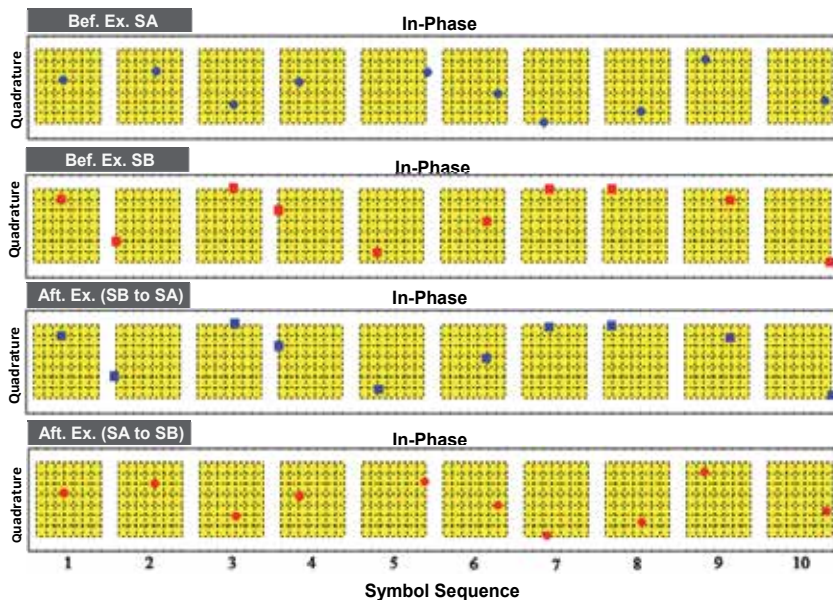 Bef. Ex. SA
In-Phase
Quadrature
Bef. Ex. SB
In-Phase
Quadrature
Aft. Ex. (SB to SA)
In-Phase
Quadrature
Aft. Ex. (SA to SB)
In-Phase
Quadrature
1 2 3 4 5 6 7 8 9 10
Symbol Sequence